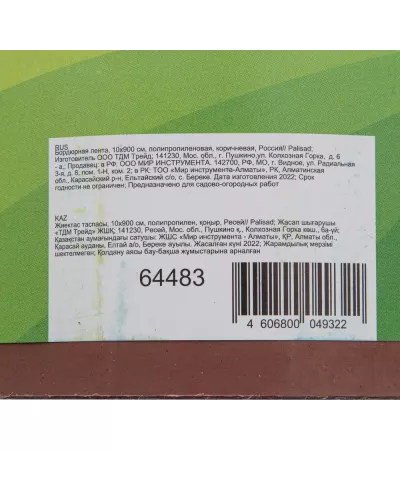 RUS
Бордюрная лента, 10х900 см, полипропиленовая, коричневая, Россия// Palisad;
Изготовитель ООО ТДМ Трейд; 141230, Мос. обл., г. Пушкино,ул. Колхозная Горка, д. 6
- а,; Продавец: в РФ: ООО МИР ИНСТРУМЕНТА. 142700, РФ, МО, г. Видное, ул. Радиальная
3-я, д. 8, пом. 1-Н, ком. 2; в РК: ТОО «Мир инструмента-Алматы», РК, Алматинская
обл., Карасайский р-н, Ельтайский с/о, с. Береке. Дата изготовления 2022; Срок
годности не ограничен; Предназначено для садово-огородных работ
KAZ
Жиектас таспасы, 10х900 см, полипропилен, қоңыр, Ресей// Palisad; Жасап шығарушы
«ТДМ Трейд» ЖШҚ; 141230, Ресей, Мос. обл., Пушкино қ., Колхозная Горка көш., 6а-үй;
Қазақстан аумағындағы сатушы: ЖШС «Мир инструмента - Алматы», ҚР, Алматы обл.,
Қарасай ауданы, Елтай а/о, Береке ауылы. Жасалған күні 2022; Жарамдылық мерзімі
шектелмеген; Қолдану аясы бау-бақша жұмыстарына арналған
64483
4 606800 049322